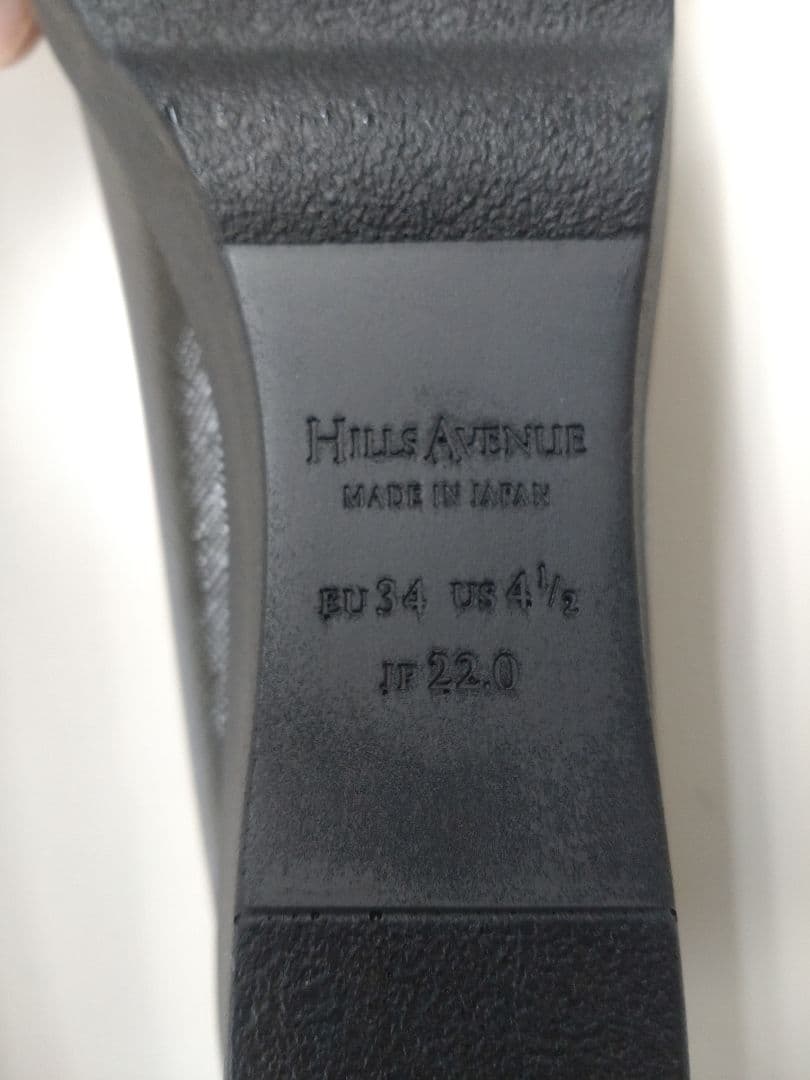 HILLS AVENUE
MADE IN JAPAN
EU 34 US 4 1/2
JP 22.0